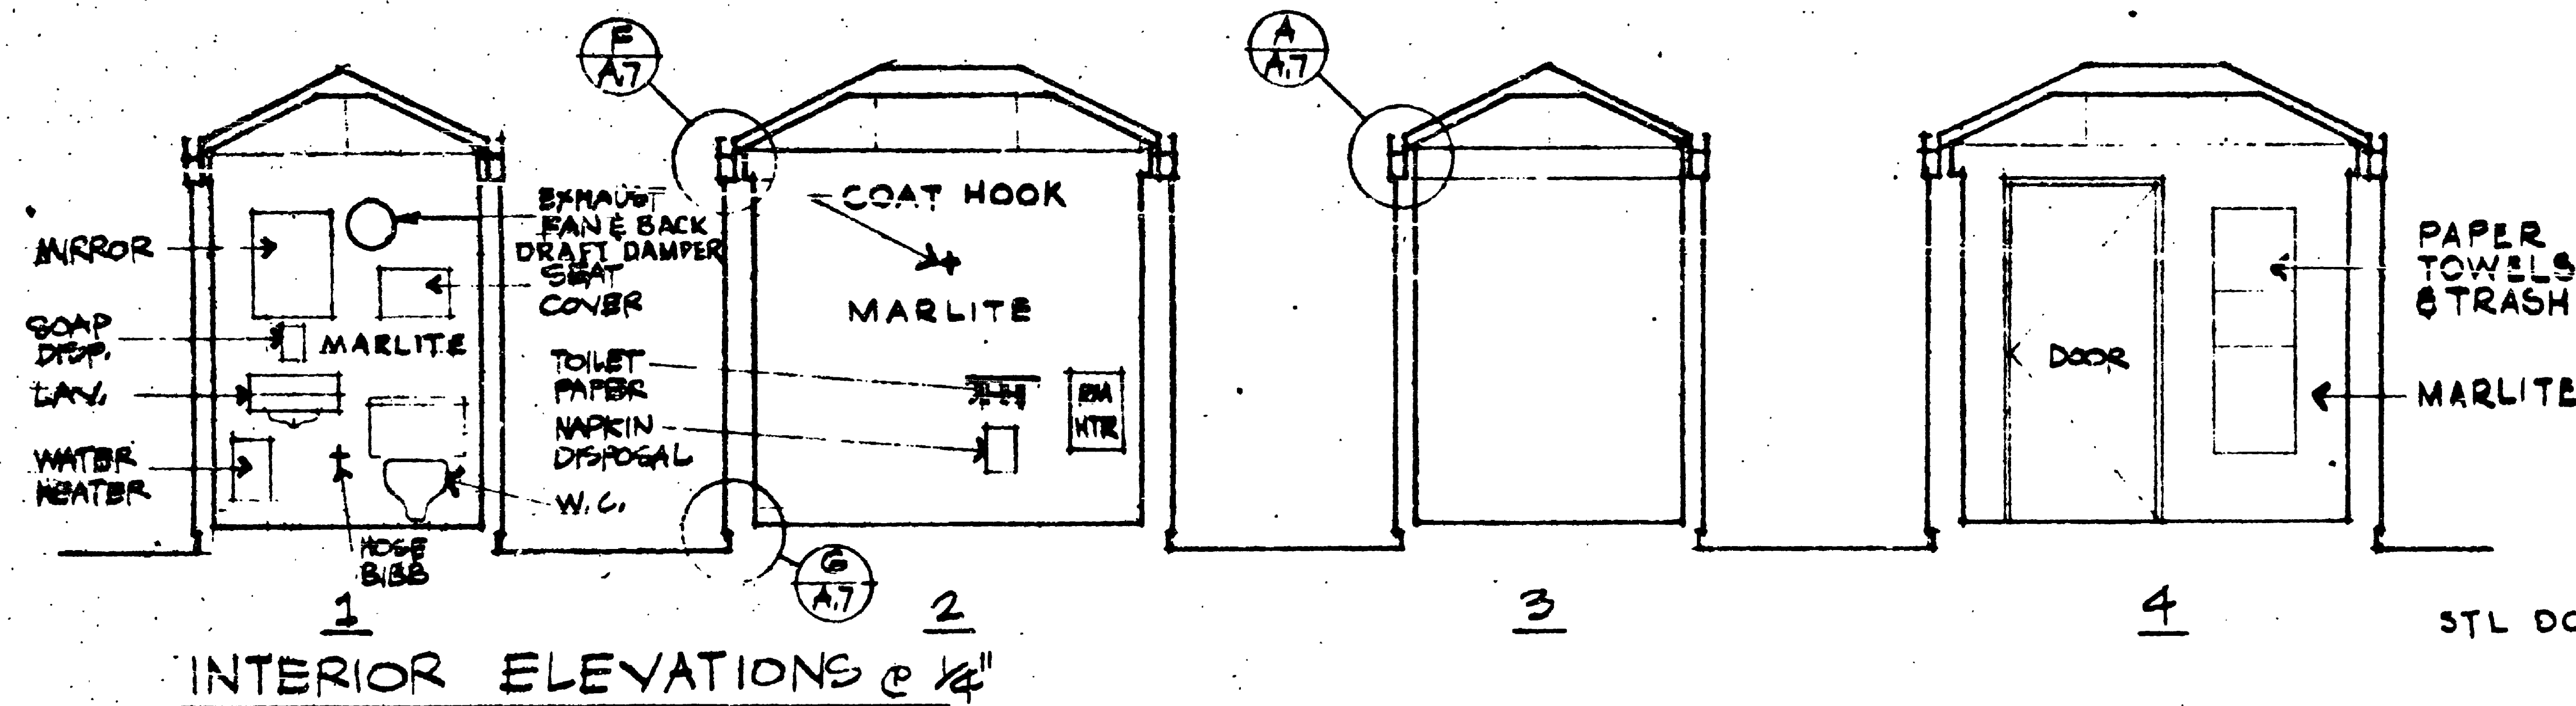 F
A.7
A
A.7
MIRROR
SOAP
DISP.
LAV.
WATER
HEATER
EXHAUST
FAN & BACK
DRAFT DAMPER
SEAT
COVER
MARLITE
TOILET
PAPER
NAPKIN
DISPOSAL
W.C.
HOSE
BIBB
COAT HOOK
MARLITE
HTR
G
A.7
DOOR
PAPER
TOWELS
& TRASH
MARLITE
1
2
3
4
STL DO
INTERIOR ELEVATIONS @ 1/4"